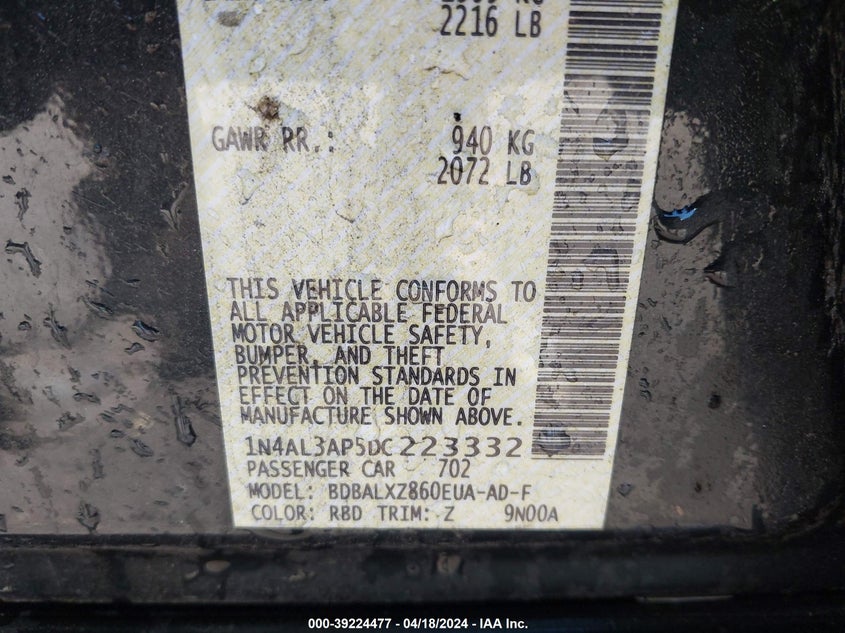 2216 LB
GAWR RR.: 940 KG
2072 LB
THIS VEHICLE CONFORMS TO
ALL APPLICABLE FEDERAL
MOTOR VEHICLE SAFETY,
BUMPER, AND THEFT
PREVENTION STANDARDS IN
EFFECT ON THE DATE OF
MANUFACTURE SHOWN ABOVE.
1N4AL3AP5DC223332
PASSENGER CAR 702
MODEL: BDBALXZ860EUA-AD-F
COLOR: RBD TRIM: Z 9N00A
000-39224477 - 04/18/2024 - IAA Inc.